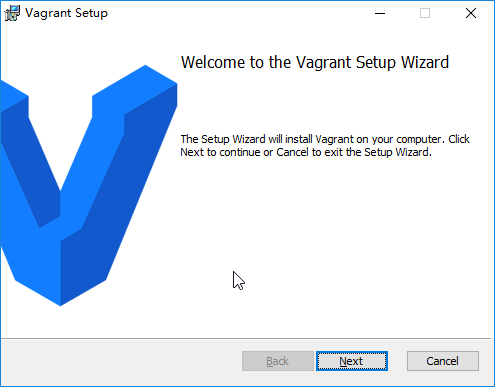 Vagrant Setup
Welcome to the Vagrant Setup Wizard
The Setup Wizard will install Vagrant on your computer. Click
Next to continue or Cancel to exit the Setup Wizard.
Back Next Cancel